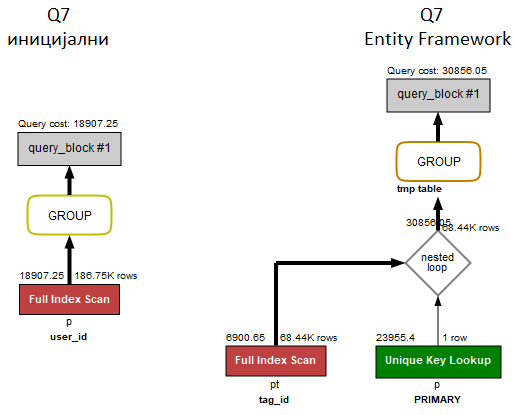 Q7
иницијални
Query cost: 18907.25
query_block #1
GROUP
18907.25
186.75K rows
Full Index Scan
p
user_id
Q7
Entity Framework
Query cost: 30856.05
query_block #1
GROUP
tmp table
30856.05
68.44K rows
nested
loop
6900.65
68.44K rows
Full Index Scan
pt
tag_id
23955.4
1 row
Unique Key Lookup
p
PRIMARY